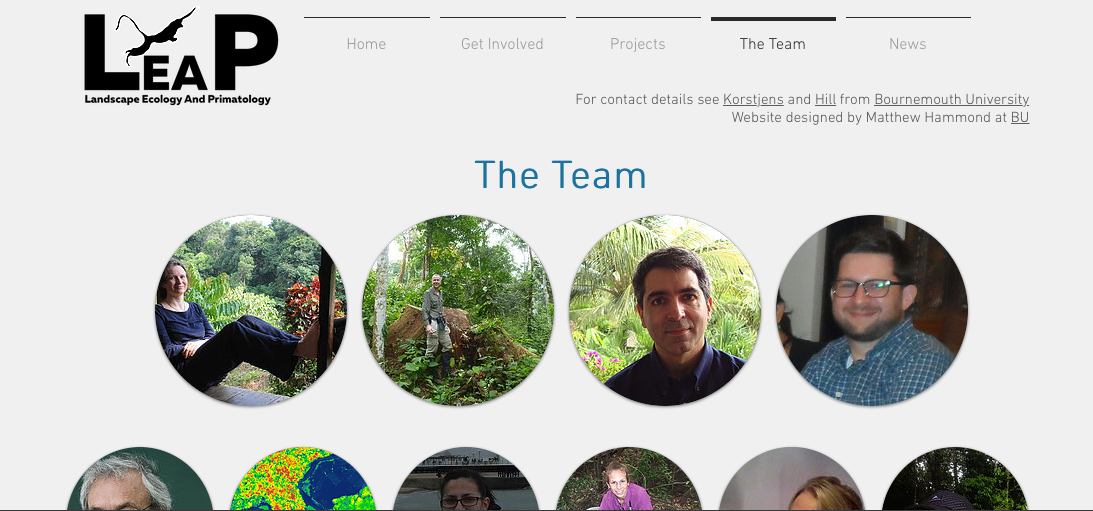 LEAP
Landscape Ecology And Primatology
Home
Get Involved
Projects
The Team
News
For contact details see Korstjens and Hill from Bournemouth University
Website designed by Matthew Hammond at BU
The Team